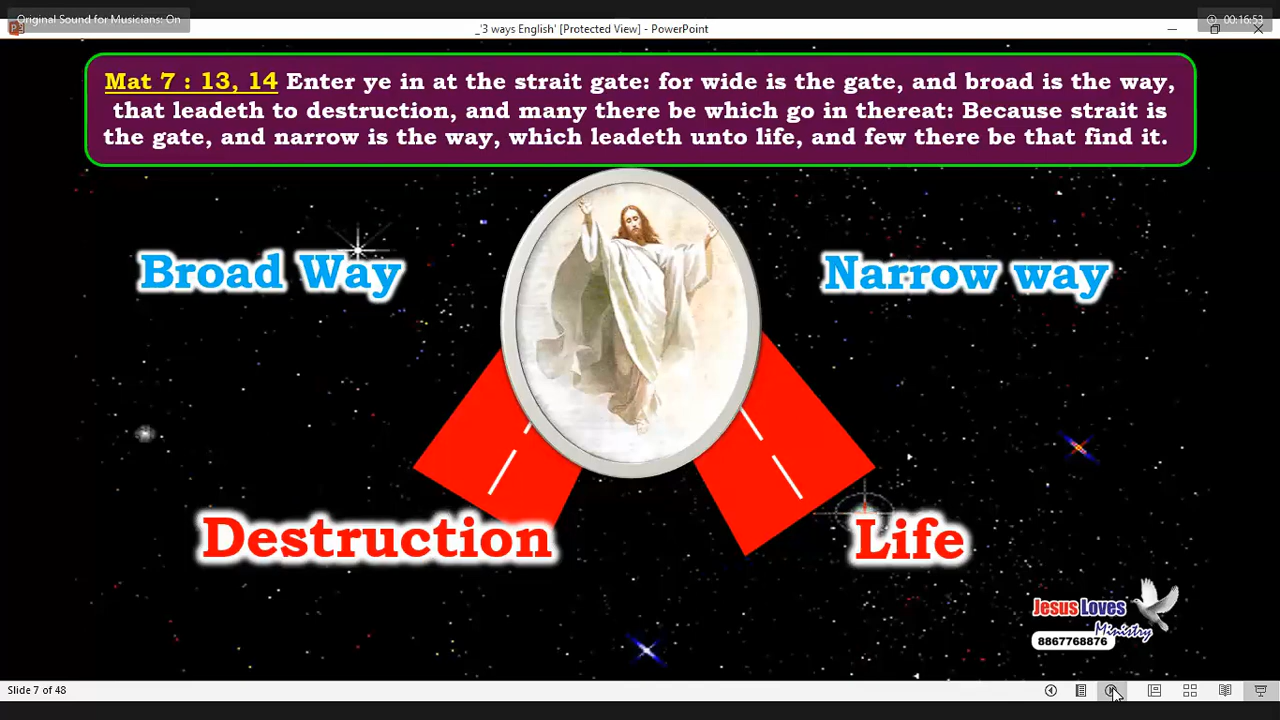 Original Sound for Musicians: On
00:16:53
_'3 ways English' [Protected View] - PowerPoint
Mat 7 : 13, 14 Enter ye in at the strait gate: for wide is the gate, and broad is the way,
that leadeth to destruction, and many there be which go in thereat: Because strait is
the gate, and narrow is the way, which leadeth unto life, and few there be that find it.
Broad Way
Narrow way
Destruction
Life
Jesus Loves
Ministry
8867768876
Slide 7 of 48